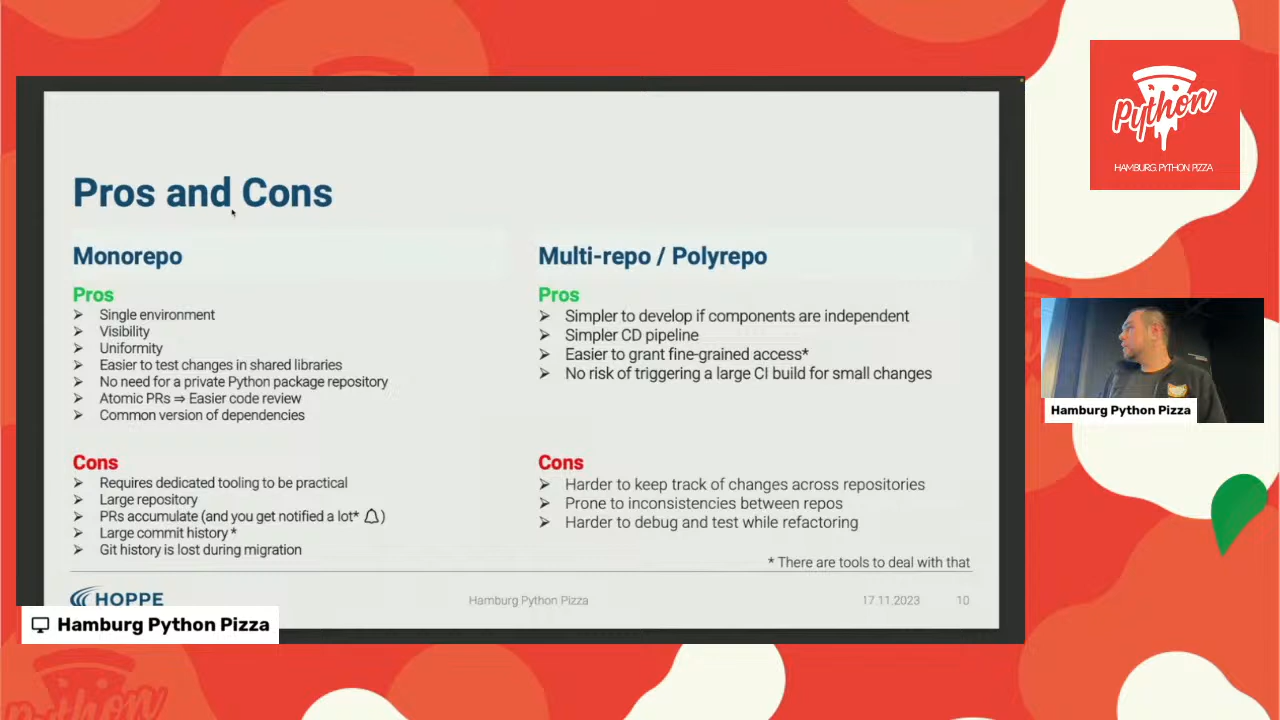 Pros and Cons
Monorepo
Pros
Single environment
Visibility
Uniformity
Easier to test changes in shared libraries
No need for a private Python package repository
Atomic PRs ⇒ Easier code review
Common version of dependencies
Cons
Requires dedicated tooling to be practical
Large repository
PRs accumulate (and you get notified a lot* 🔔)
Large commit history *
Git history is lost during migration
Multi-repo / Polyrepo
Pros
Simpler to develop if components are independent
Simpler CD pipeline
Easier to grant fine-grained access*
No risk of triggering a large CI build for small changes
Cons
Harder to keep track of changes across repositories
Prone to inconsistencies between repos
Harder to debug and test while refactoring
* There are tools to deal with that
HOPPE
Hamburg Python Pizza
17.11.2023
10
Hamburg Python Pizza
Python
HAMBURG PYTHON PIZZA
Hamburg Python Pizza